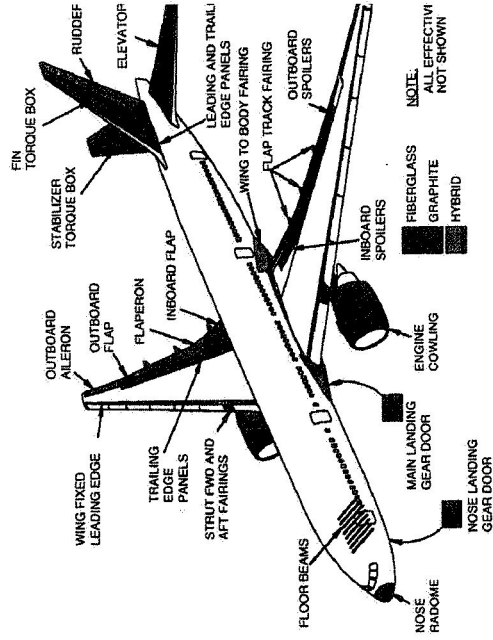 FIN
TORQUE BOX
RUDDEF
ELEVATOR
STABILIZER
TORQUE BOX
LEADING AND TRAILI
EDGE PANELS
WING TO BODY FAIRING
FLAP TRACK FAIRING
OUTBOARD
SPOILERS
OUTBOARD
AILERON
OUTBOARD
FLAP
FLAPERON
INBOARD FLAP
WING FIXED
LEADING EDGE
TRAILING
EDGE
PANELS
STRUT FWD AND
AFT FAIRINGS
INBOARD
SPOILERS
FIBERGLASS
GRAPHITE
HYBRID
NOTE:
ALL EFFECTIVI
NOT SHOWN
ENGINE
COWLING
MAIN LANDING
GEAR DOOR
NOSE LANDING
GEAR DOOR
FLOOR BEAMS
NOSE
RADOME